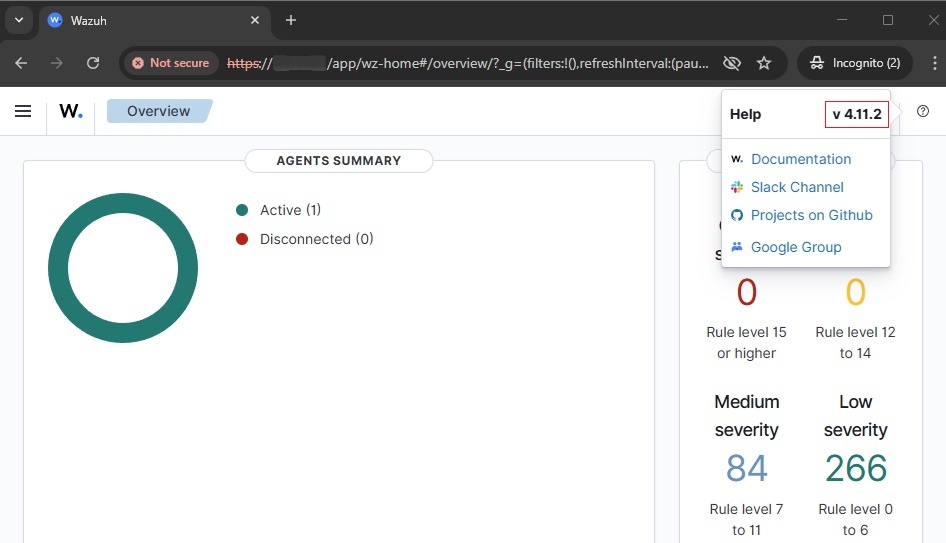 Wazuh
Not secure
https://
/app/wz-home#/overview/?_g=(filters:!(),refreshInterval:(pau...
Incognito (2)
W.
Overview
Help
v 4.11.2
W. Documentation
Slack Channel
Projects on Github
Google Group
AGENTS SUMMARY
Active (1)
Disconnected (0)
0
Rule level 15
or higher
0
Rule level 12
to 14
Medium
severity
84
Rule level 7
to 11
Low
severity
266
Rule level 0
to 6